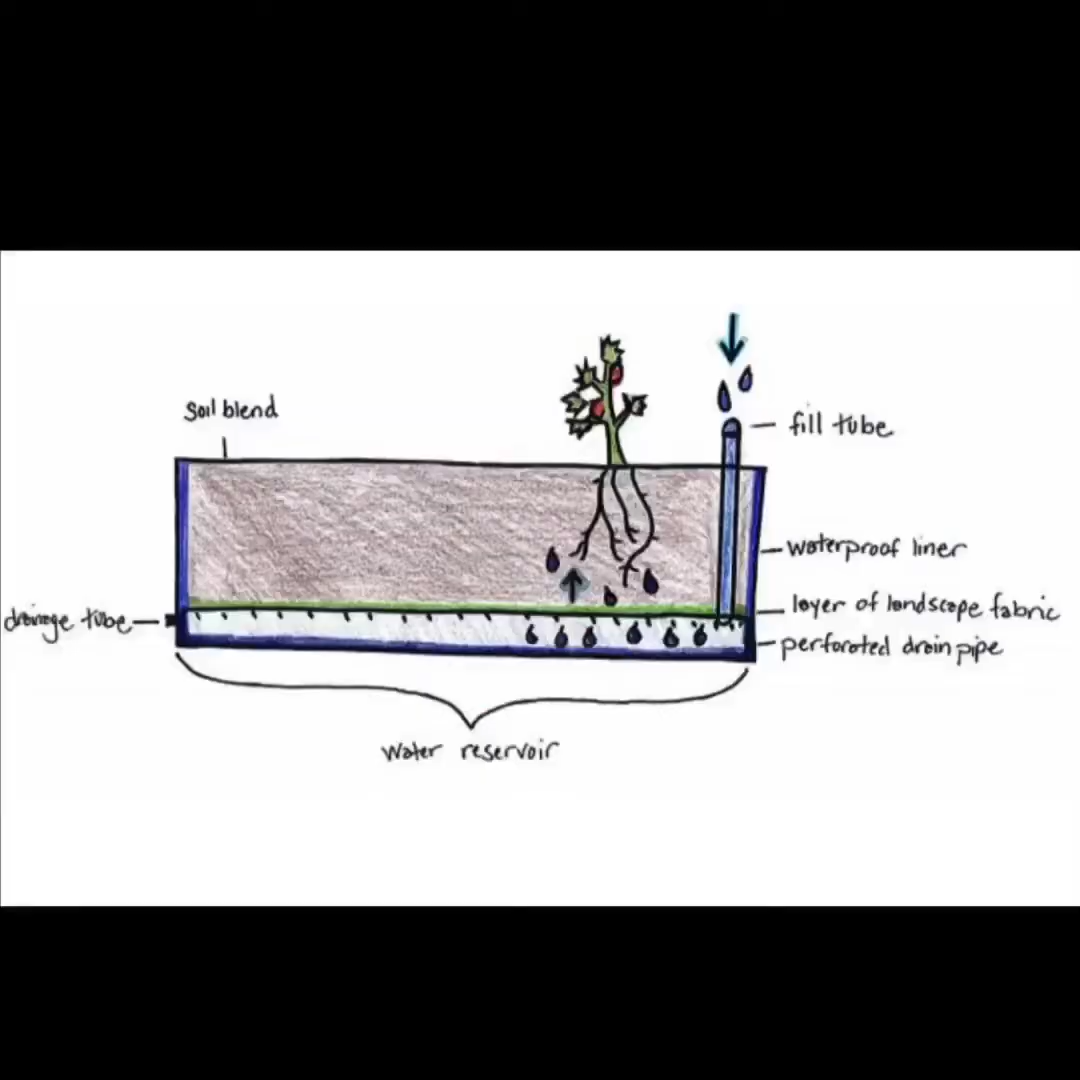 soil blend
fill tube
waterproof liner
layer of landscape fabric
drainage tube
perforated drain pipe
water reservoir